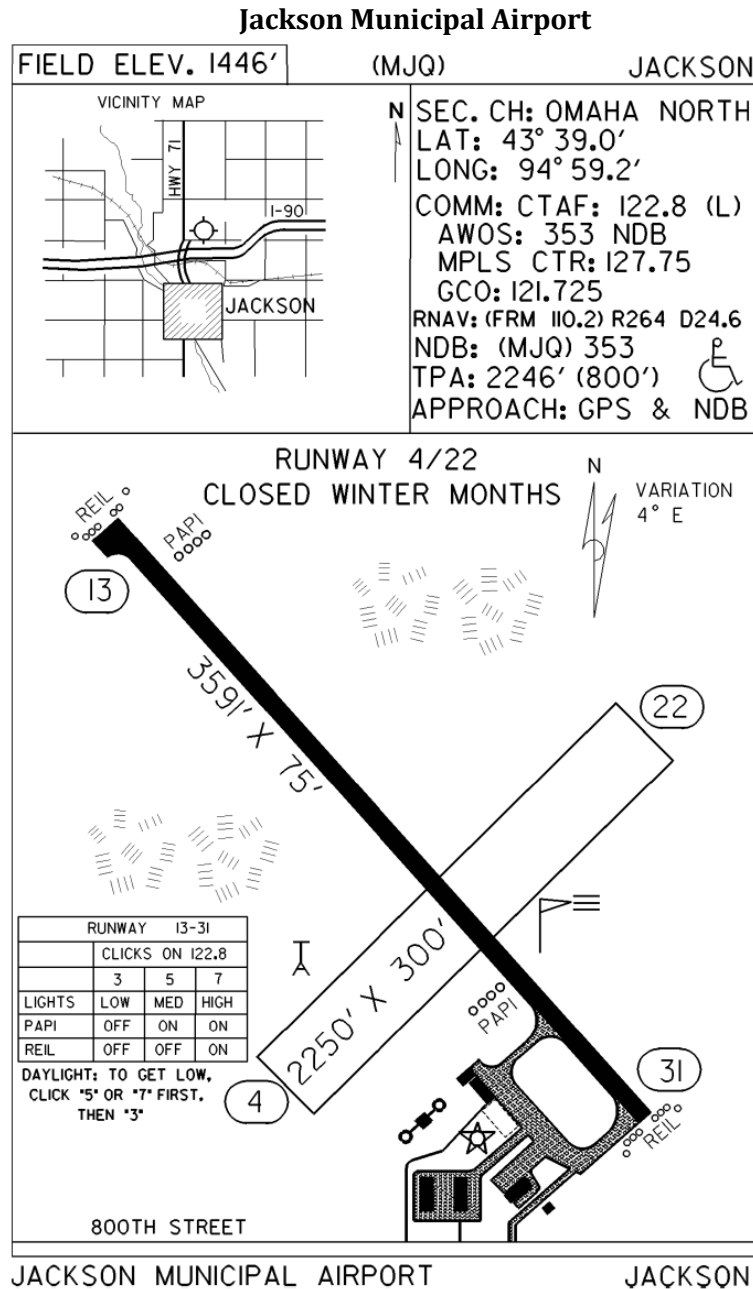 Jackson Municipal Airport
FIELD ELEV. 1446' (MJQ) JACKSON
VICINITY MAP
HWY 71
I-90
JACKSON
N
SEC. CH: OMAHA NORTH
LAT: 43° 39.0'
LONG: 94° 59.2'
COMM: CTAF: 122.8 (L)
AWOS: 353 NDB
MPLS CTR: 127.75
GCO: 121.725
RNAV: (FRM 110.2) R264 D24.6
NDB: (MJQ) 353
TPA: 2246' (800')
APPROACH: GPS & NDB
RUNWAY 4/22
CLOSED WINTER MONTHS
N
VARIATION
4° E
REIL
PAPI
13
3591' X 75'
22
2250' X 300'
PAPI
31
REIL
4
RUNWAY 13-31
CLICKS ON 122.8
3 5 7
LIGHTS LOW MED HIGH
PAPI OFF ON ON
REIL OFF OFF ON
DAYLIGHT: TO GET LOW,
CLICK "5" OR "7" FIRST,
THEN "3"
800TH STREET
JACKSON MUNICIPAL AIRPORT JACKSON